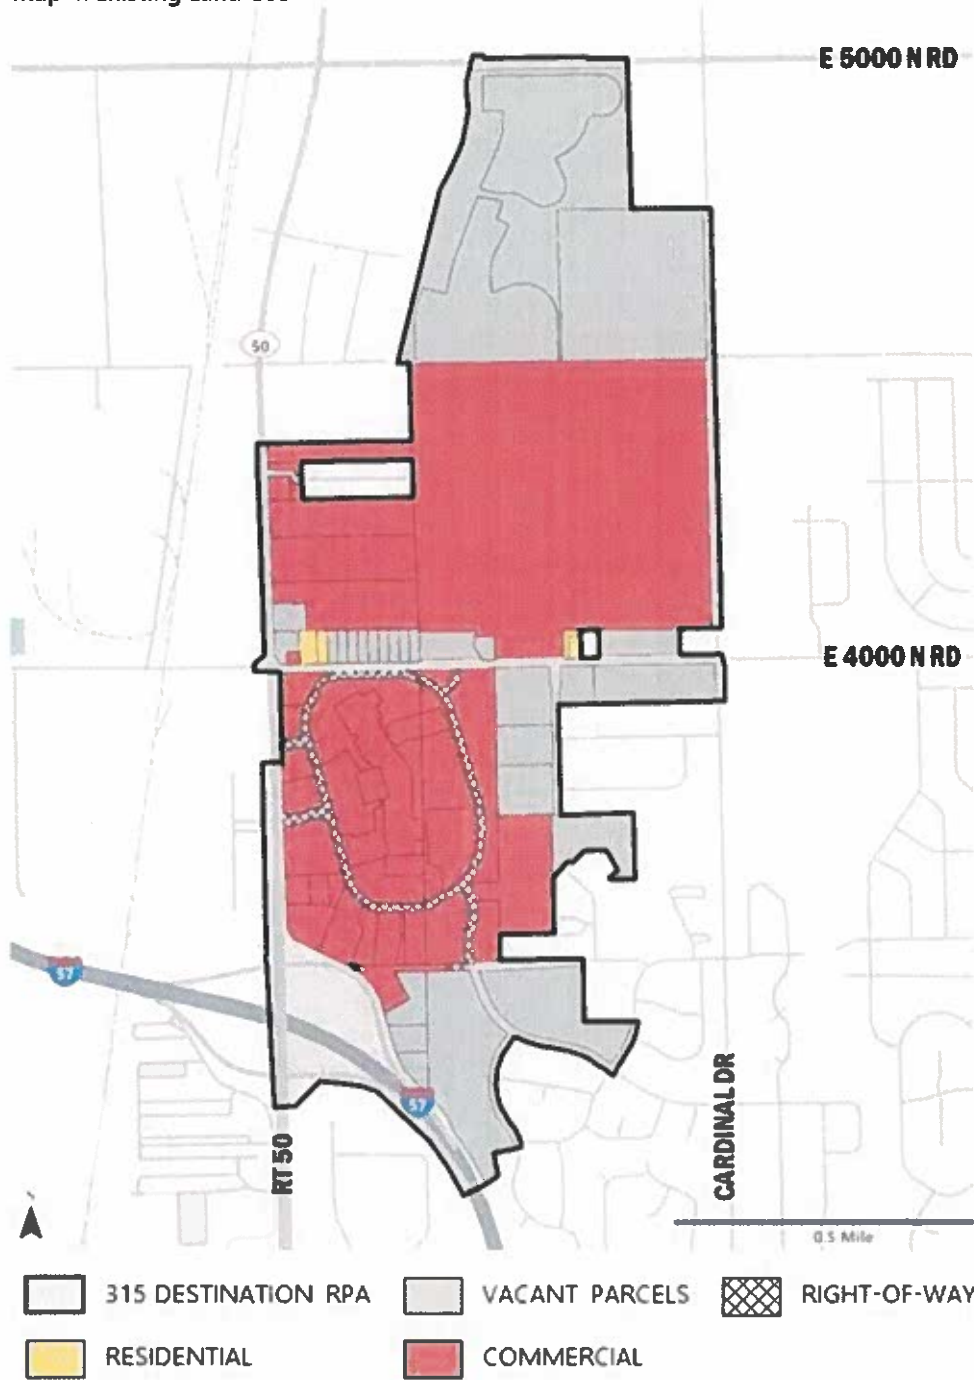 E 5000 N RD
50
E 4000 N RD
57
57
RT 50
CARDINAL DR
0.5 Mile
315 DESTINATION RPA
VACANT PARCELS
RIGHT-OF-WAY
RESIDENTIAL
COMMERCIAL